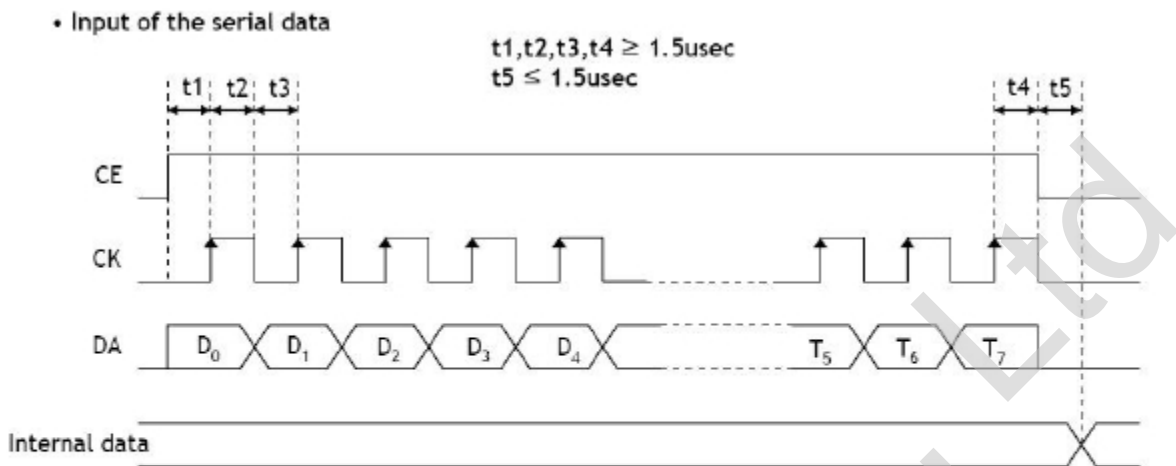 • Input of the serial data
t1,t2,t3,t4 ≥ 1.5usec
t5 ≤ 1.5usec
t1 t2 t3 t4 t5
CE
CK
DA D₀ D₁ D₂ D₃ D₄ T₅ T₆ T₇
Internal data
Ltd